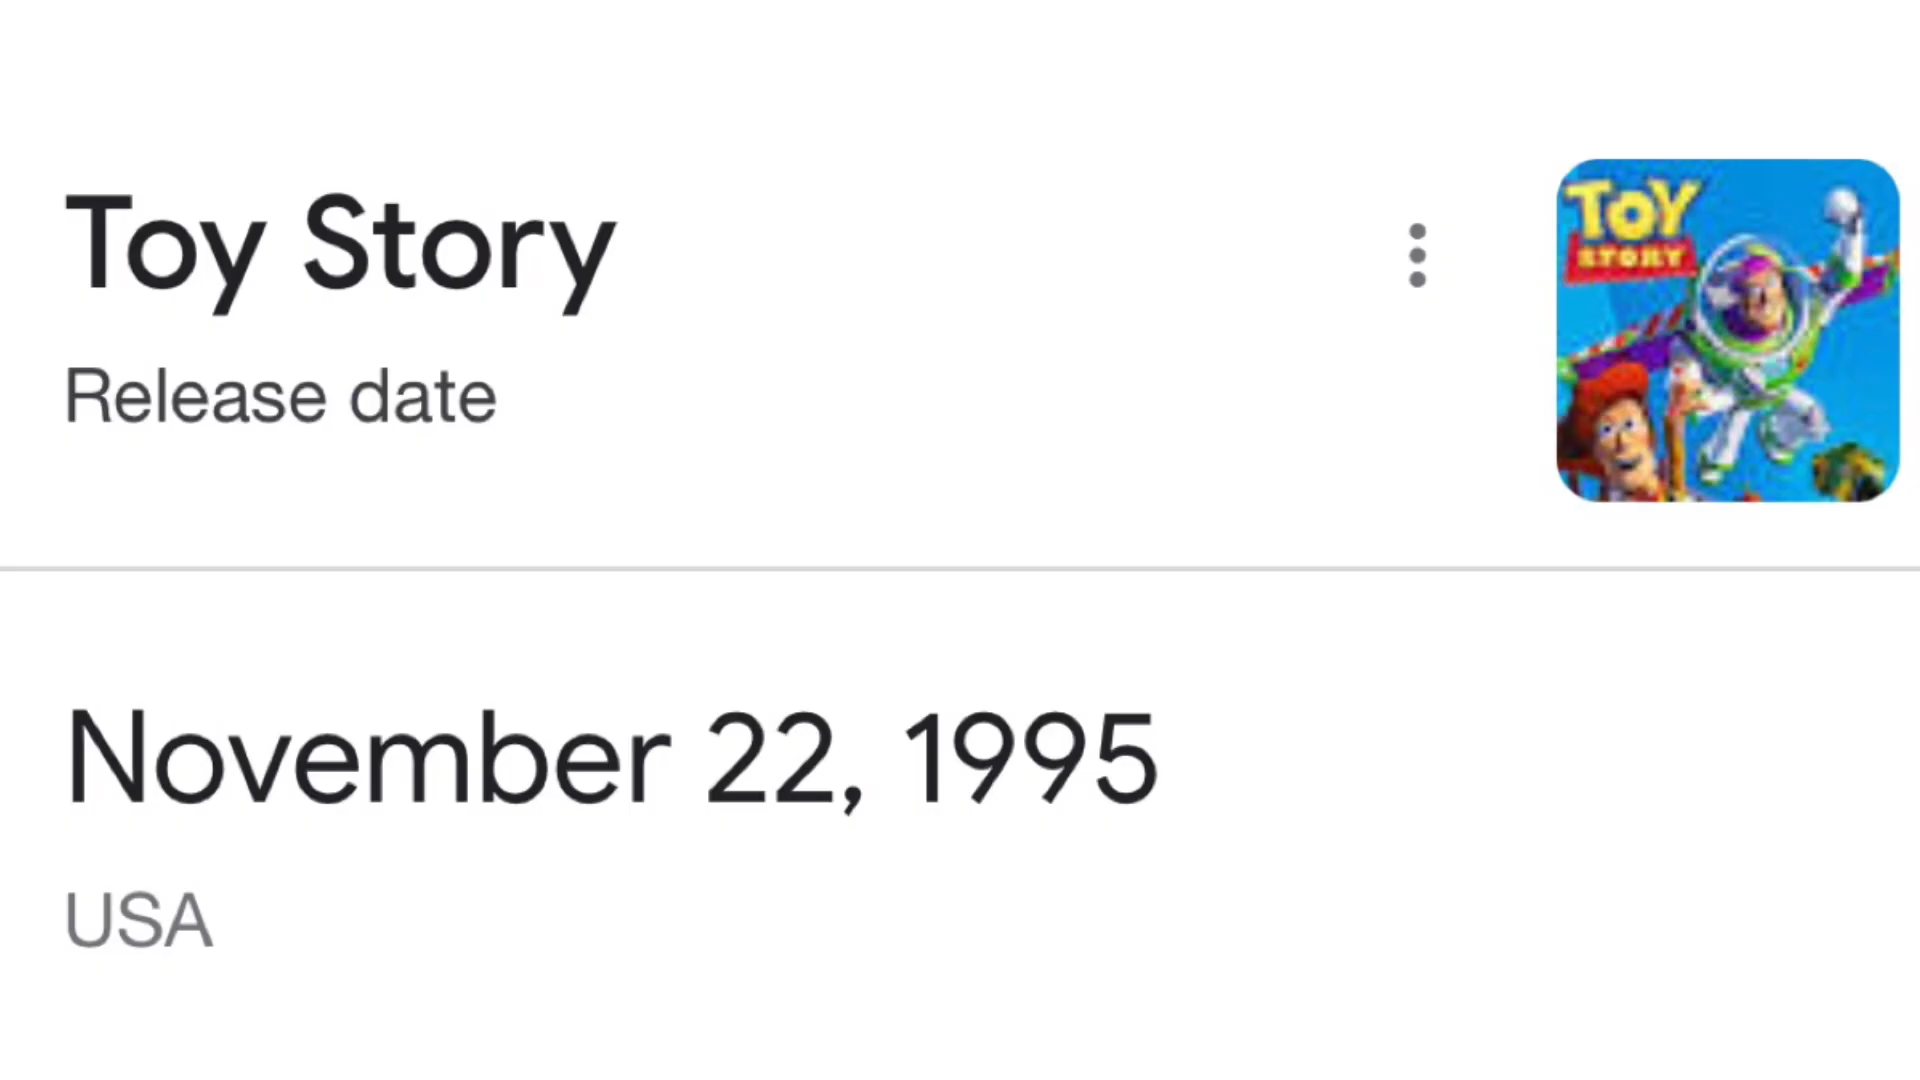 Toy Story
TOY
STORY
Release date
November 22, 1995
USA